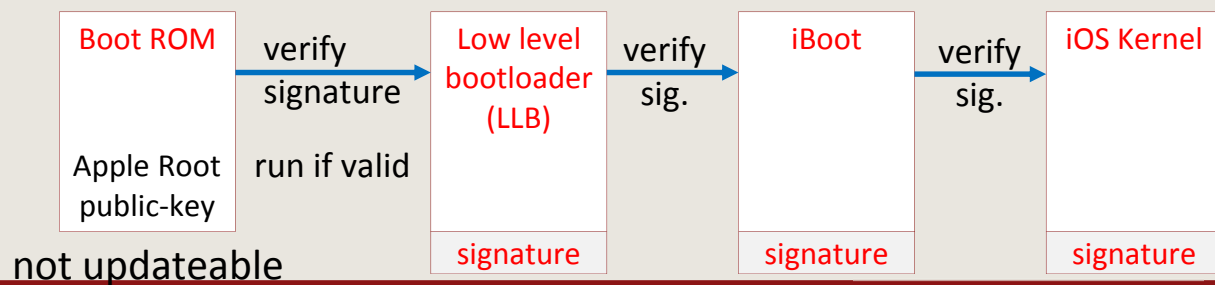 Boot ROM
Apple Root
public-key
not updateable
verify
signature
run if valid
Low level
bootloader
(LLB)
signature
verify
sig.
iBoot
signature
verify
sig.
iOS Kernel
signature